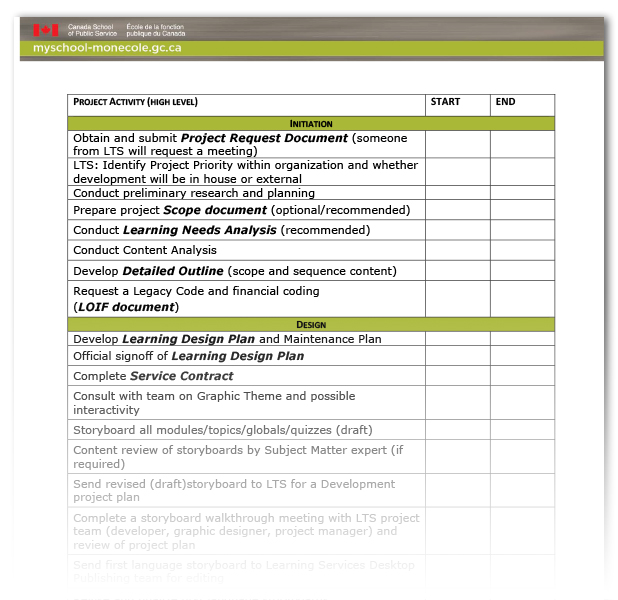 Canada School École de la fonction
of Public Service publique du Canada
myschool-monecole.gc.ca
PROJECT ACTIVITY (HIGH LEVEL) START END
INITIATION
Obtain and submit Project Request Document (someone
from LTS will request a meeting)
LTS: Identify Project Priority within organization and whether
development will be in house or external
Conduct preliminary research and planning
Prepare project Scope document (optional/recommended)
Conduct Learning Needs Analysis (recommended)
Conduct Content Analysis
Develop Detailed Outline (scope and sequence content)
Request a Legacy Code and financial coding
(LOIF document)
DESIGN
Develop Learning Design Plan and Maintenance Plan
Official signoff of Learning Design Plan
Complete Service Contract
Consult with team on Graphic Theme and possible
interactivity
Storyboard all modules/topics/globals/quizzes (draft)
Content review of storyboards by Subject Matter expert (if
required)
Send revised (draft)storyboard to LTS for a Development
project plan
Complete a storyboard walkthrough meeting with LTS project
team (developer, graphic designer, project manager) and
review of project plan
Send first language storyboard to Learning Services Desktop
Publishing team for editing